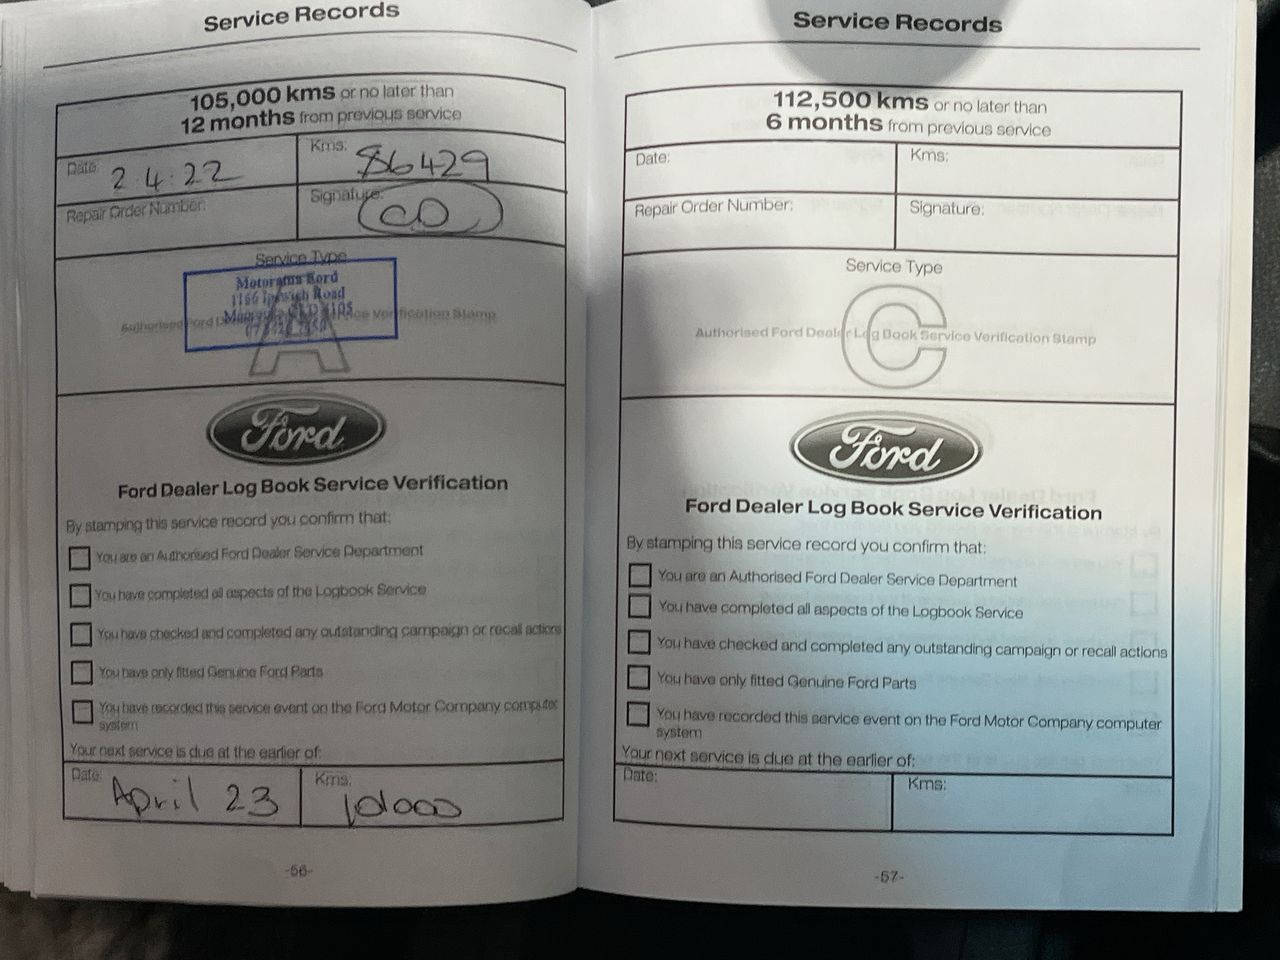 Service Records
105,000 kms or no later than
12 months from previous service
Date: 2.4.22
Kms: 86429
Repair Order Number:
Signature:
Service Type
Motorama Ford
1166 Ipswich Road
Authorised Ford
Service Verification Stamp
A
Ford
Ford Dealer Log Book Service Verification
By stamping this service record you confirm that:
You are an Authorised Ford Dealer Service Department
You have completed all aspects of the Logbook Service
You have checked and completed any outstanding campaign or recall actions
You have only fitted Genuine Ford Parts
You have recorded this service event on the Ford Motor Company computer
system
Your next service is due at the earlier of:
Date: April 23
Kms: 101000
-56-
Service Records
112,500 kms or no later than
6 months from previous service
Date:
Kms:
Repair Order Number:
Signature:
Service Type
C
Authorised Ford Dealer Log Book Service Verification Stamp
Ford
Ford Dealer Log Book Service Verification
By stamping this service record you confirm that:
You are an Authorised Ford Dealer Service Department
You have completed all aspects of the Logbook Service
You have checked and completed any outstanding campaign or recall actions
You have only fitted Genuine Ford Parts
You have recorded this service event on the Ford Motor Company computer
system
Your next service is due at the earlier of:
Date:
Kms:
-57-